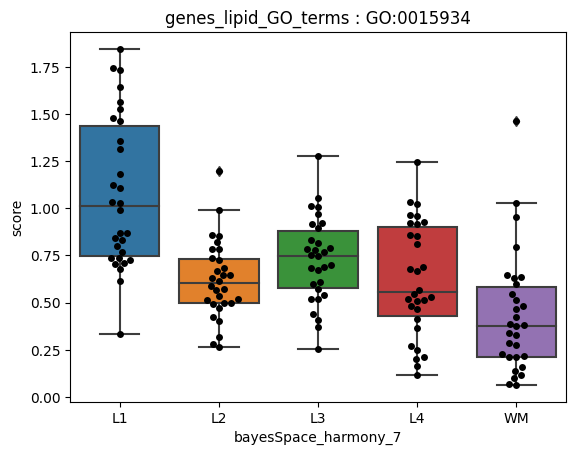 genes_lipid_GO_terms : GO:0015934
score
1.75
1.50
1.25
1.00
0.75
0.50
0.25
0.00
L1 L2 L3 L4 WM
bayesSpace_harmony_7